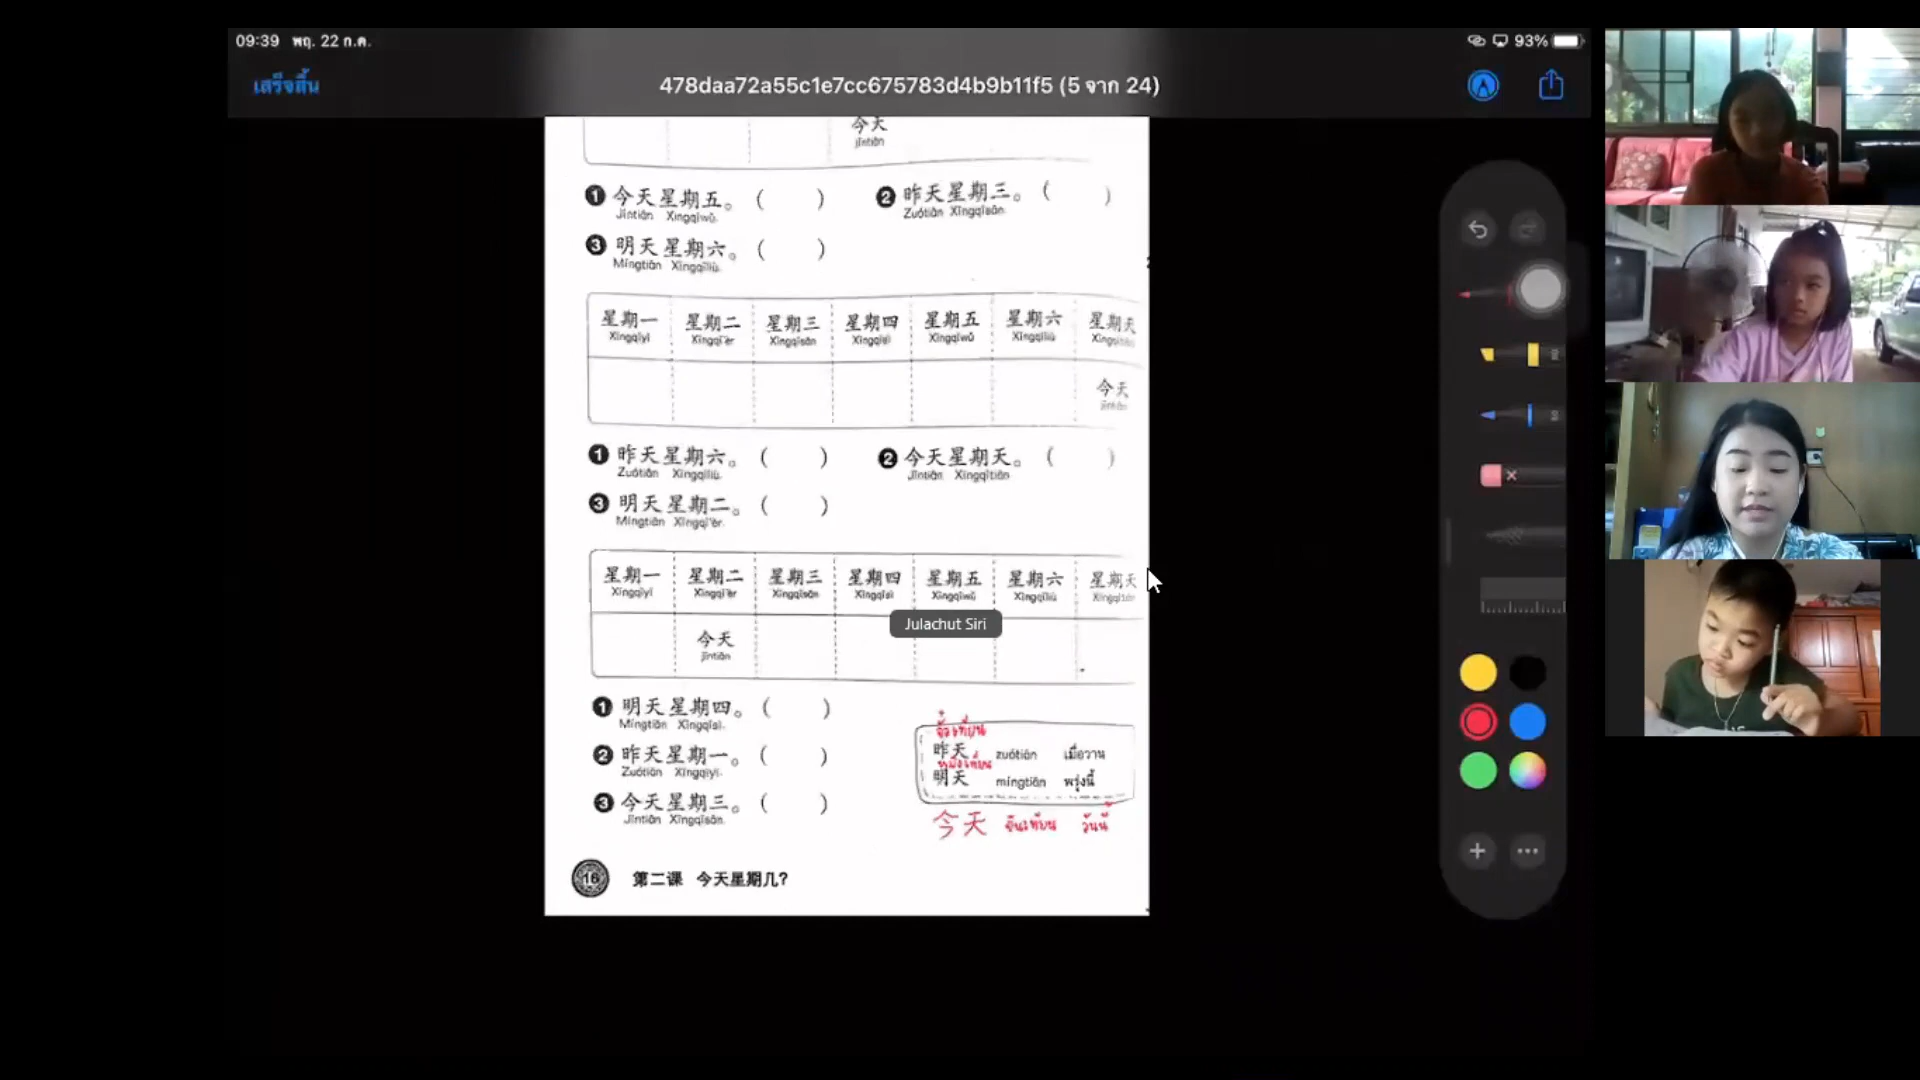 09:39 พฤ. 22 ก.ค.
93%
เสร็จสิ้น
478daa72a55c1e7cc675783d4b9b11f5 (5 จาก 24)
今天
jīntiān
1 今天星期五。 ( ) 2 昨天星期三。 ( )
Jīntiān Xīngqīwǔ. Zuótiān Xīngqīsān.
3 明天星期六。 ( )
Míngtiān Xīngqīliù.
星期一 星期二 星期三 星期四 星期五 星期六 星期天
Xīngqīyī Xīngqī'èr Xīngqīsān Xīngqīsì Xīngqīwǔ Xīngqīliù Xīngqītiān
今天
jīntiān
1 昨天星期六。 ( ) 2 今天星期天。 ( )
Zuótiān Xīngqīliù. Jīntiān Xīngqītiān
3 明天星期二。 ( )
Míngtiān Xīngqī'èr.
星期一 星期二 星期三 星期四 星期五 星期六 星期天
Xīngqīyī Xīngqī'èr Xīngqīsān Xīngqīsì Xīngqīwǔ Xīngqīliù Xīngqītiān
Julachut Siri
今天
jīntiān
1 明天星期四。 ( )
Míngtiān Xīngqīsì.
2 昨天星期一。 ( )
Zuótiān Xīngqīyī.
3 今天星期三。 ( )
Jīntiān Xīngqīsān.
昨天 zuótiān เมื่อวาน
明天 míngtiān พรุ่งนี้
今天 จินเทียน วันนี้
16 第二课 今天星期几?